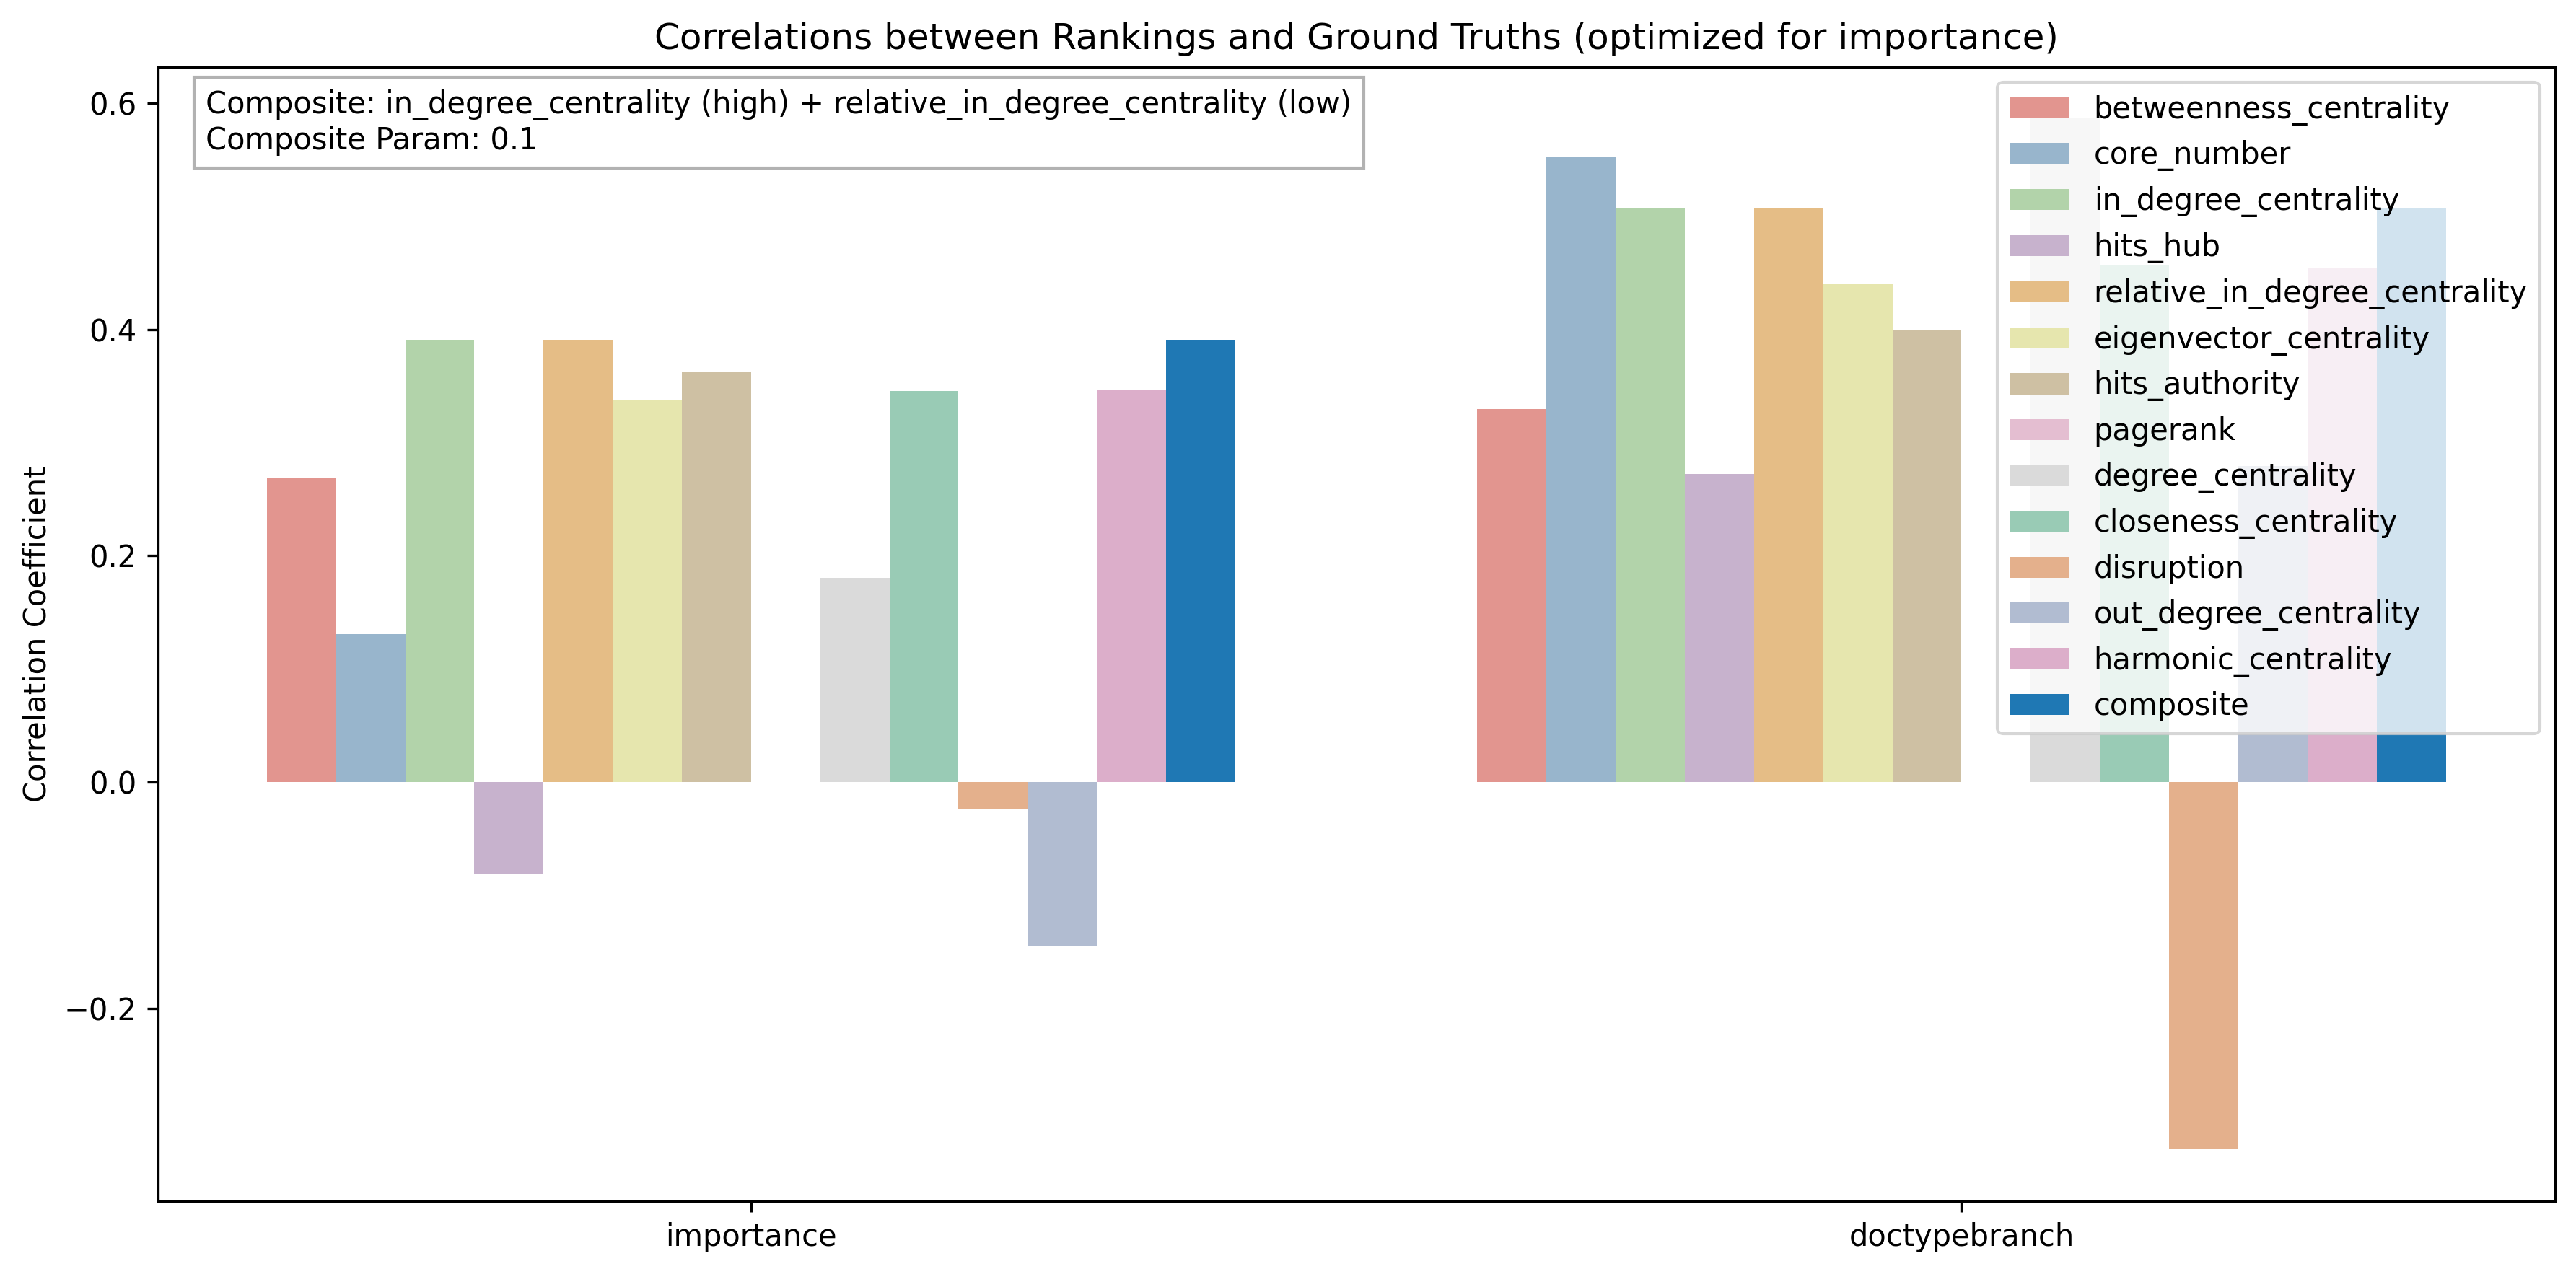 Correlations between Rankings and Ground Truths (optimized for importance)
Composite: in_degree_centrality (high) + relative_in_degree_centrality (low)
Composite Param: 0.1
betweenness_centrality
core_number
in_degree_centrality
hits_hub
relative_in_degree_centrality
eigenvector_centrality
hits_authority
pagerank
degree_centrality
closeness_centrality
disruption
out_degree_centrality
harmonic_centrality
composite
Correlation Coefficient
0.6
0.4
0.2
0.0
−0.2
importance
doctypebranch